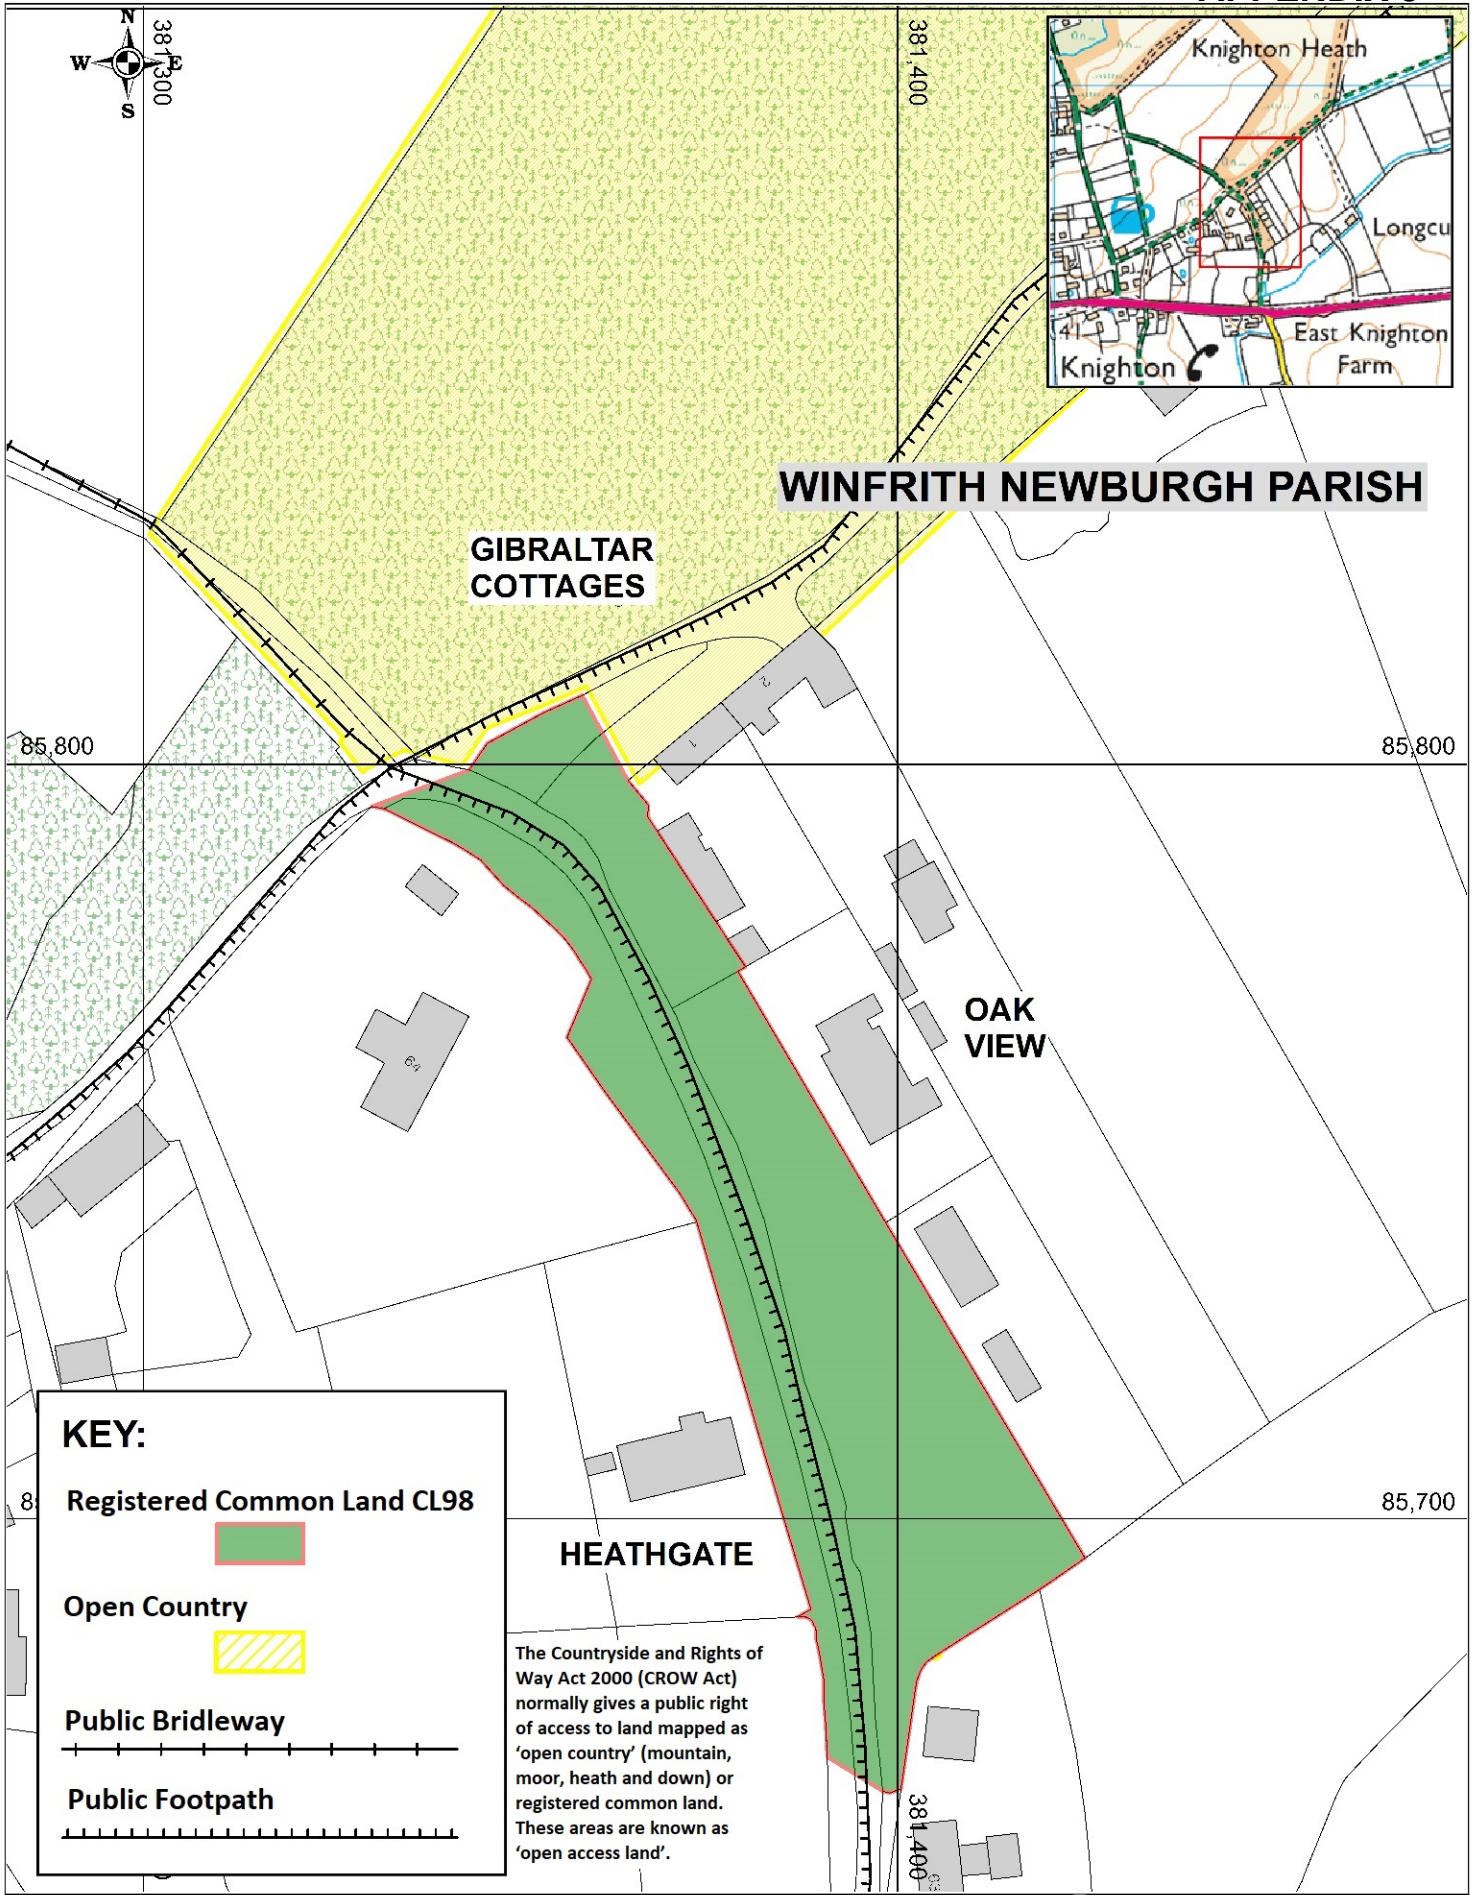 N
W E
S
381,300
381,400
Knighton Heath
Longcu
East Knighton
Farm
Knighton
WINFRITH NEWBURGH PARISH
GIBRALTAR
COTTAGES
2
1
85,800
85,800
64
OAK
VIEW
85,700
HEATHGATE
KEY:
Registered Common Land CL98
Open Country
Public Bridleway
Public Footpath
The Countryside and Rights of
Way Act 2000 (CROW Act)
normally gives a public right
of access to land mapped as
‘open country’ (mountain,
moor, heath and down) or
registered common land.
These areas are known as
‘open access land’.
381,400